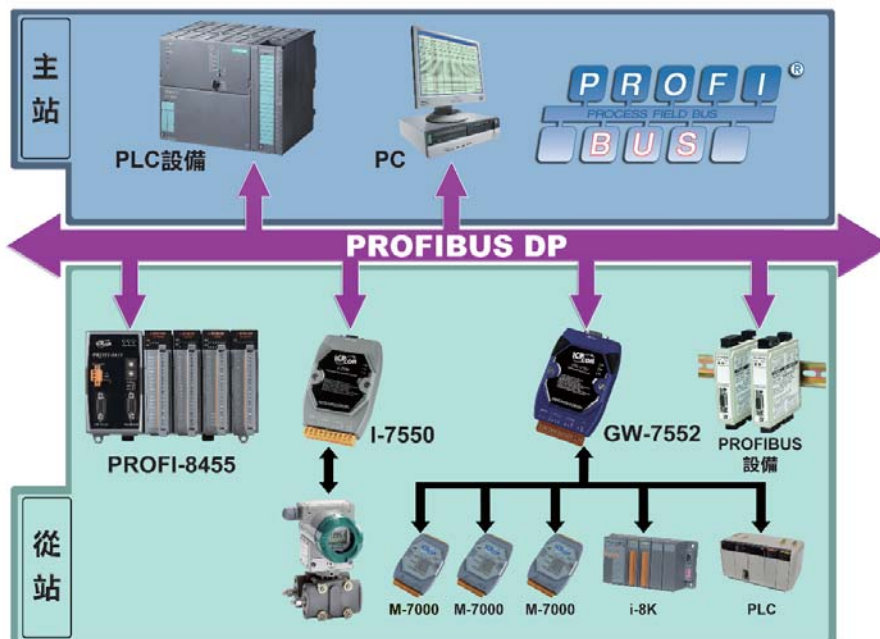 主站
PLC設備
PC
PROFI
®
PROCESS FIELD BUS
BUS
PROFIBUS DP
PROFI-8455
I-7550
GW-7552
PROFIBUS
設備
從站
M-7000
M-7000
M-7000
i-8K
PLC